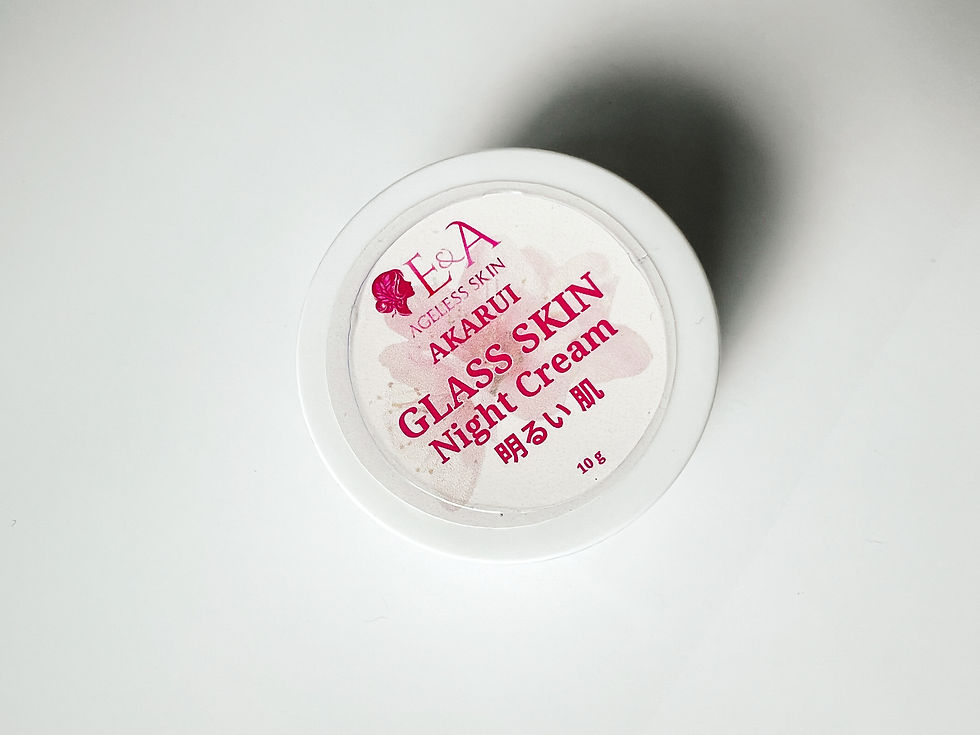 E&A
AGELESS SKIN
AKARUI
GLASS SKIN
Night Cream
明るい 肌
10 g